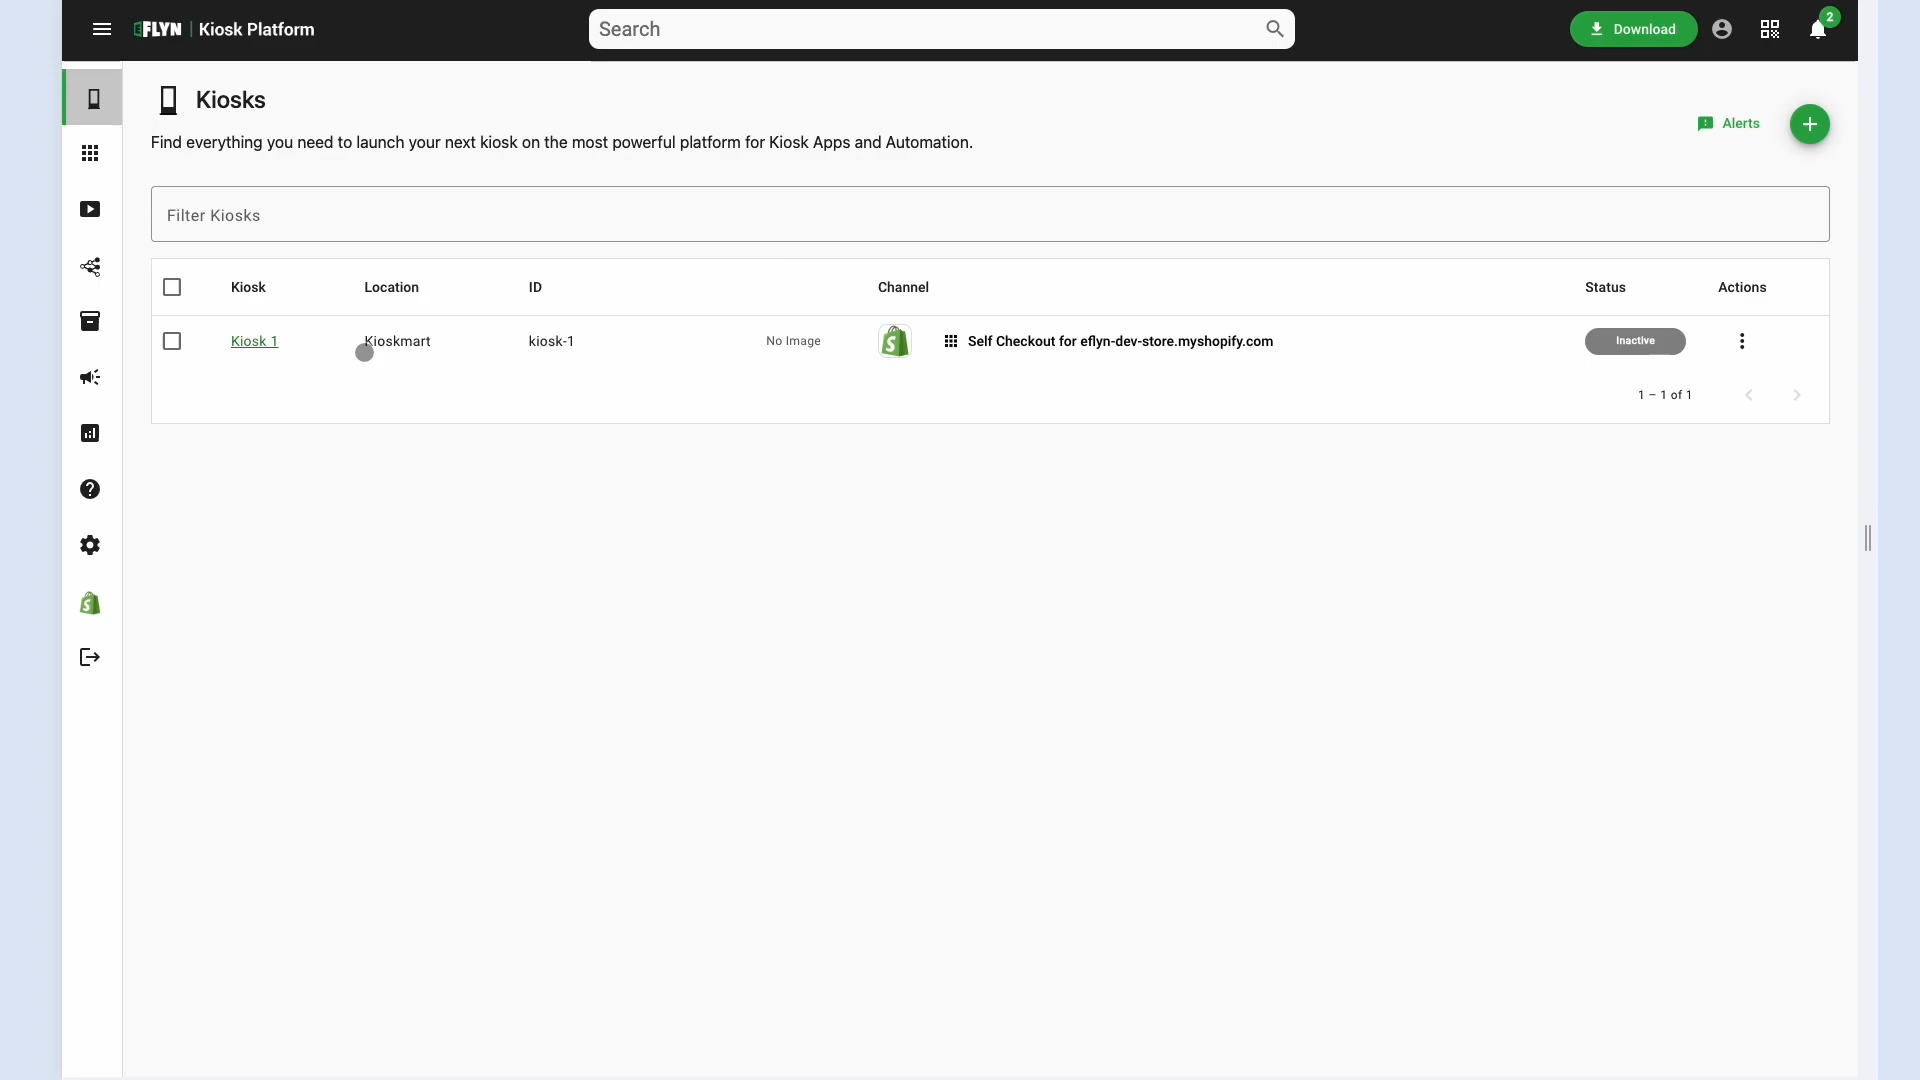 EFLYN | Kiosk Platform
Search
Download
2
Kiosks
Find everything you need to launch your next kiosk on the most powerful platform for Kiosk Apps and Automation.
Alerts
Filter Kiosks
Kiosk Location ID Channel Status Actions
Kiosk 1 Kioskmart kiosk-1 No Image Self Checkout for eflyn-dev-store.myshopify.com Inactive
1 – 1 of 1